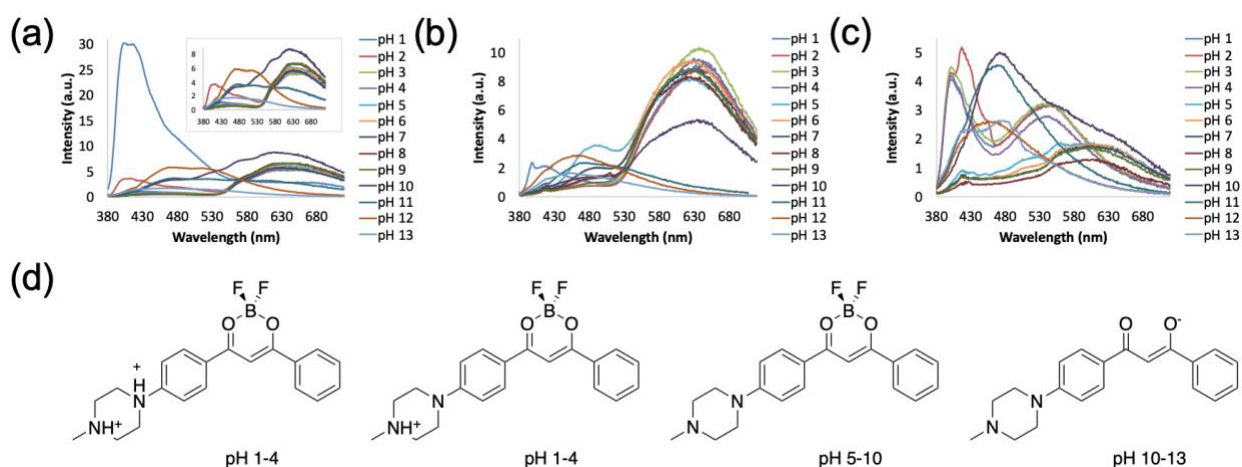 (a)
Intensity (a.u.)
30
25
20
15
10
5
0
380 430 480 530 580 630 680
Wavelength (nm)
8
6
4
2
0
380 430 480 530 580 630 680
pH 1
pH 2
pH 3
pH 4
pH 5
pH 6
pH 7
pH 8
pH 9
pH 10
pH 11
pH 12
pH 13
(b)
Intensity (a.u.)
10
8
6
4
2
0
380 430 480 530 580 630 680
Wavelength (nm)
pH 1
pH 2
pH 3
pH 4
pH 5
pH 6
pH 7
pH 8
pH 9
pH 10
pH 11
pH 12
pH 13
(c)
Intensity (a.u.)
5
4
3
2
1
0
380 430 480 530 580 630 680
Wavelength (nm)
pH 1
pH 2
pH 3
pH 4
pH 5
pH 6
pH 7
pH 8
pH 9
pH 10
pH 11
pH 12
pH 13
(d)
F F
B
O O
+
H
N
NH+
pH 1-4
F F
B
O O
N
NH+
pH 1-4
F F
B
O O
N
N
pH 5-10
O O-
N
N
pH 10-13